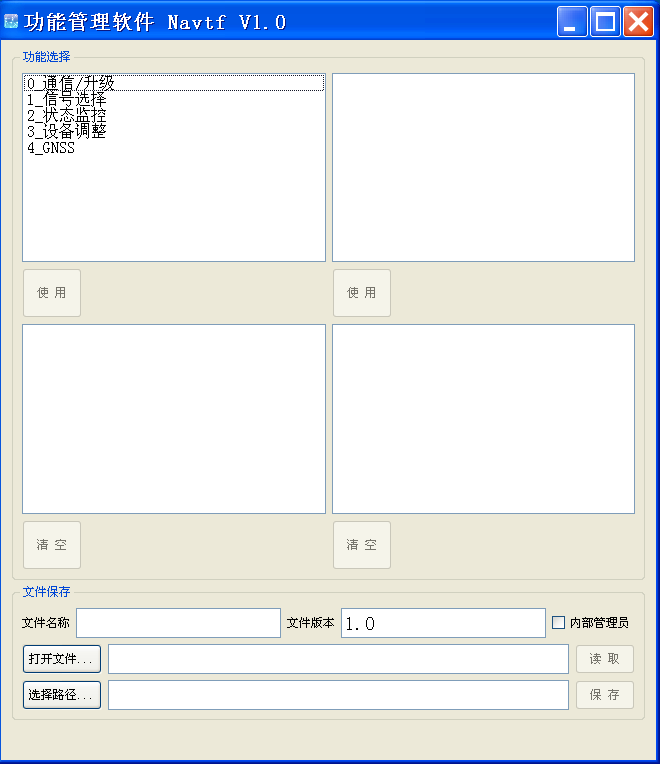 功能管理软件 Navtf V1.0
功能选择
0_通信/升级
1_信号选择
2_状态监控
3_设备调整
4_GNSS
使 用
使 用
清 空
清 空
文件保存
文件名称 文件版本 1.0 内部管理员
打开文件... 读 取
选择路径... 保 存